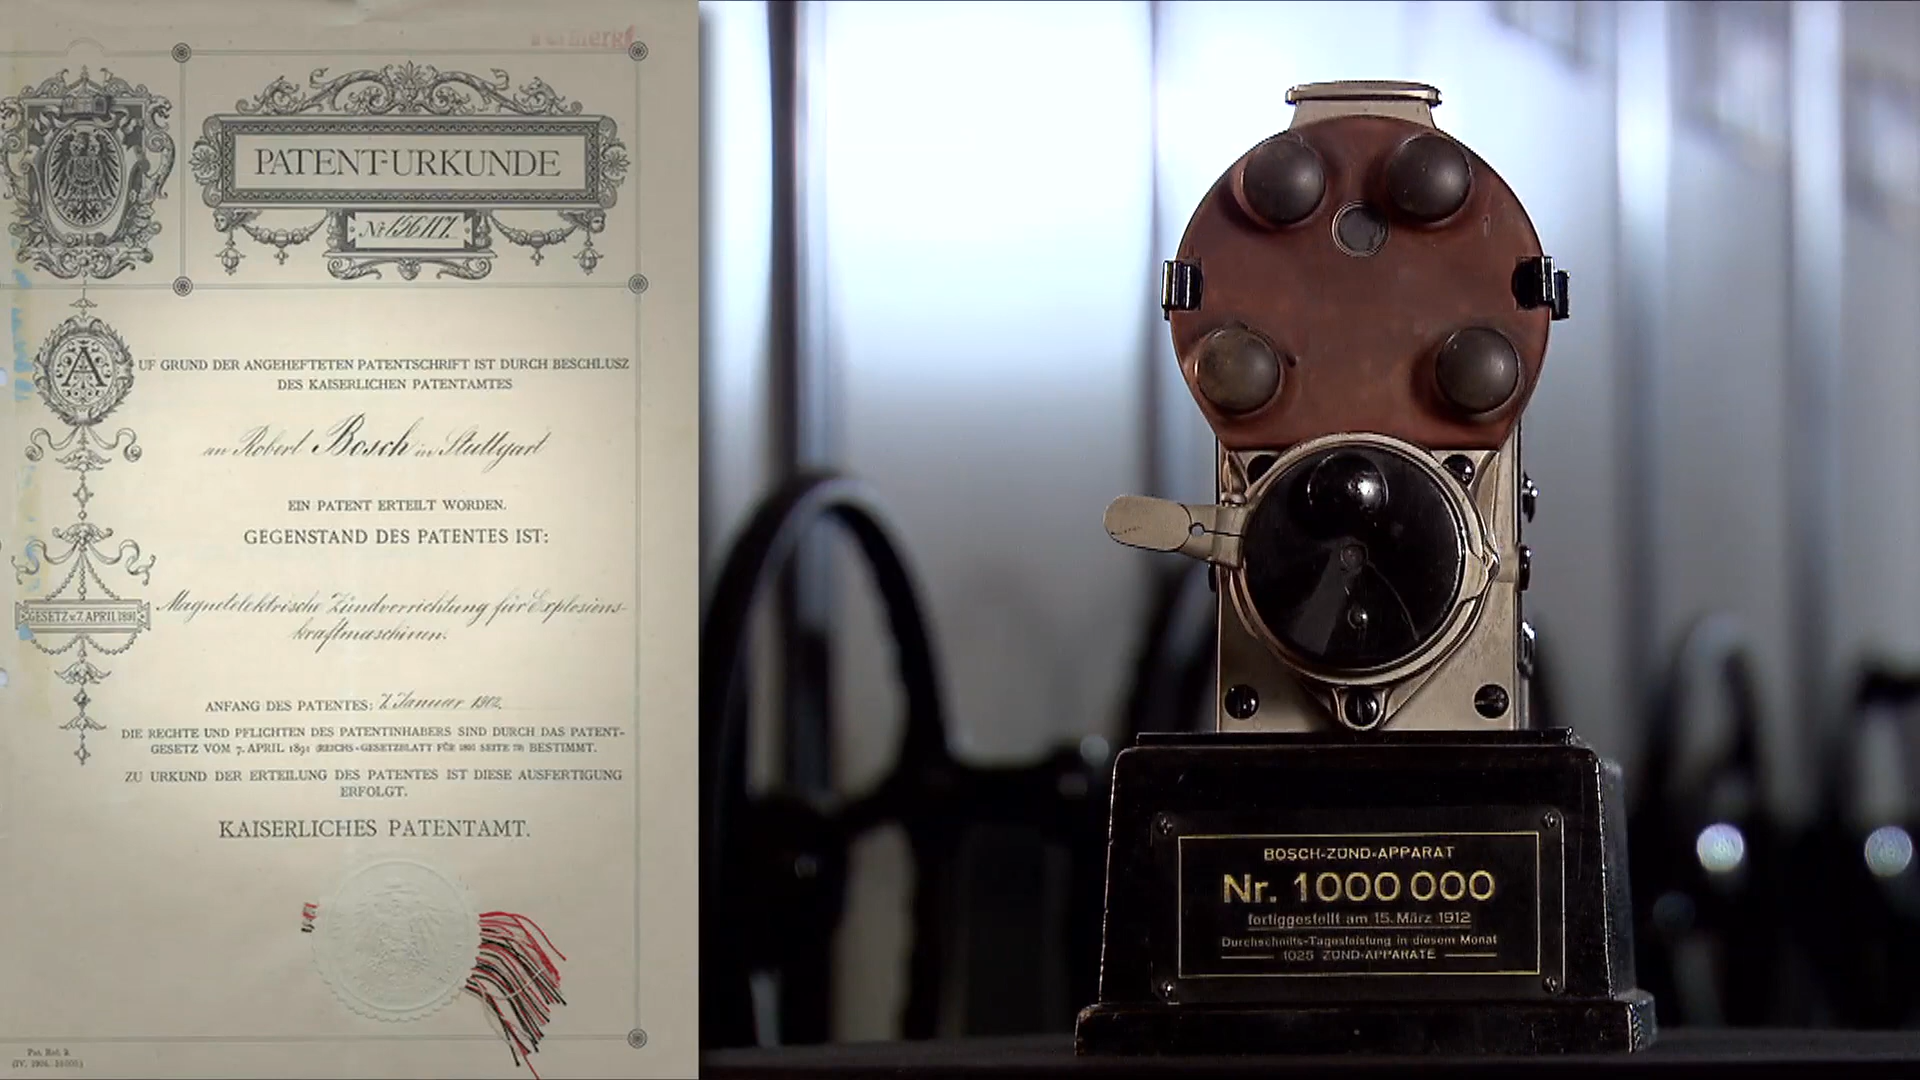 PATENT-URKUNDE
A
UF GRUND DER ANGEHEFTETEN PATENTSCHRIFT IST DURCH BESCHLUSZ
DES KAISERLICHEN PATENTAMTES
an Robert Bosch in Stuttgart
EIN PATENT ERTEILT WORDEN.
GEGENSTAND DES PATENTES IST:
Magnetelektrische Zündvorrichtung für Explosions-
kraftmaschinen.
GESETZ v. 7. APRIL 1891
ANFANG DES PATENTES: 7. Januar 1902.
DIE RECHTE UND PFLICHTEN DES PATENTINHABERS SIND DURCH DAS PATENT-
GESETZ VOM 7. APRIL 1891 (REICHS-GESETZBLATT FÜR 1891 SEITE 79) BESTIMMT.
ZU URKUND DER ERTEILUNG DES PATENTES IST DIESE AUSFERTIGUNG
ERFOLGT.
KAISERLICHES PATENTAMT.
BOSCH-ZÜND-APPARAT
Nr. 1000000
fertiggestellt am 15. März 1912
Durchschnitts-Tagesleistung in diesem Monat
1025 ZÜND-APPARATE